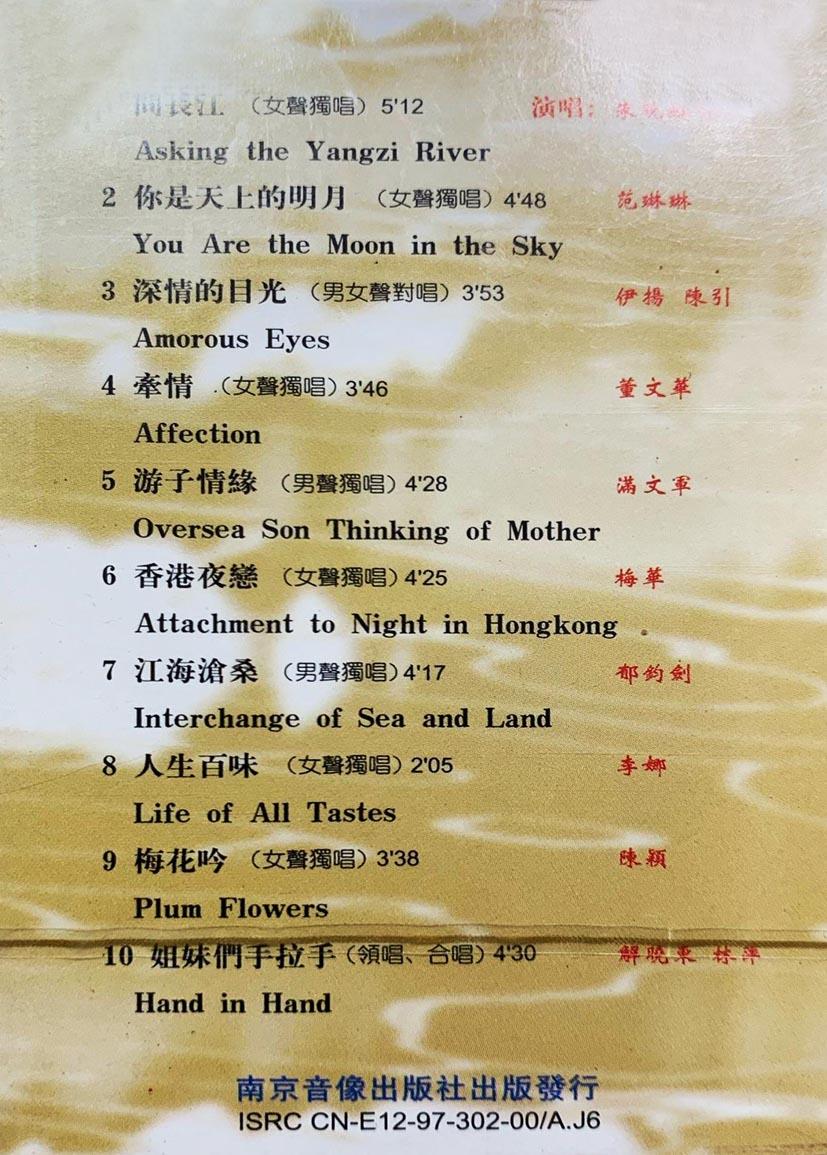 問長江 （女聲獨唱）5'12 演唱：朱
Asking the Yangzi River
2 你是天上的明月 （女聲獨唱）4'48 范琳琳
You Are the Moon in the Sky
3 深情的目光 （男女聲對唱）3'53 伊揚 陳引
Amorous Eyes
4 牽情 （女聲獨唱）3'46 董文華
Affection
5 游子情緣 （男聲獨唱）4'28 滿文軍
Oversea Son Thinking of Mother
6 香港夜戀 （女聲獨唱）4'25 梅華
Attachment to Night in Hongkong
7 江海滄桑 （男聲獨唱）4'17 郁鈞劍
Interchange of Sea and Land
8 人生百味 （女聲獨唱）2'05 李娜
Life of All Tastes
9 梅花吟 （女聲獨唱）3'38 陳穎
Plum Flowers
10 姐妹們手拉手（領唱、合唱）4'30 解曉東 林萍
Hand in Hand
南京音像出版社出版發行
ISRC CN-E12-97-302-00/A.J6